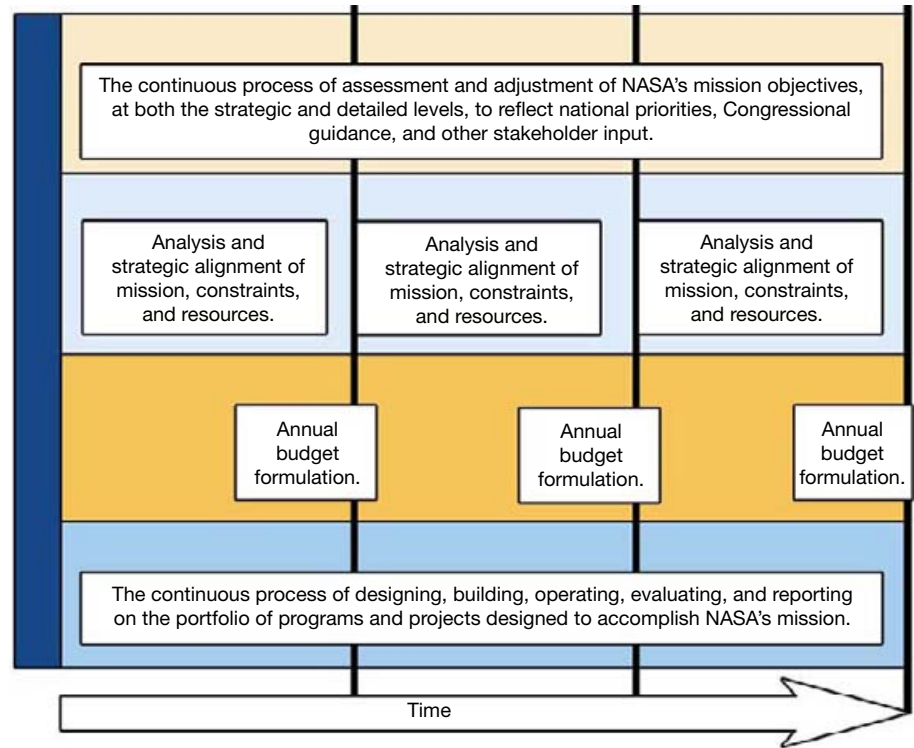 The continuous process of assessment and adjustment of NASA's mission objectives,
at both the strategic and detailed levels, to reflect national priorities, Congressional
guidance, and other stakeholder input.
Analysis and
strategic alignment of
mission, constraints,
and resources.
Analysis and
strategic alignment of
mission, constraints,
and resources.
Analysis and
strategic alignment of
mission, constraints,
and resources.
Annual
budget
formulation.
Annual
budget
formulation.
Annual
budget
formulation.
The continuous process of designing, building, operating, evaluating, and reporting
on the portfolio of programs and projects designed to accomplish NASA's mission.
Time